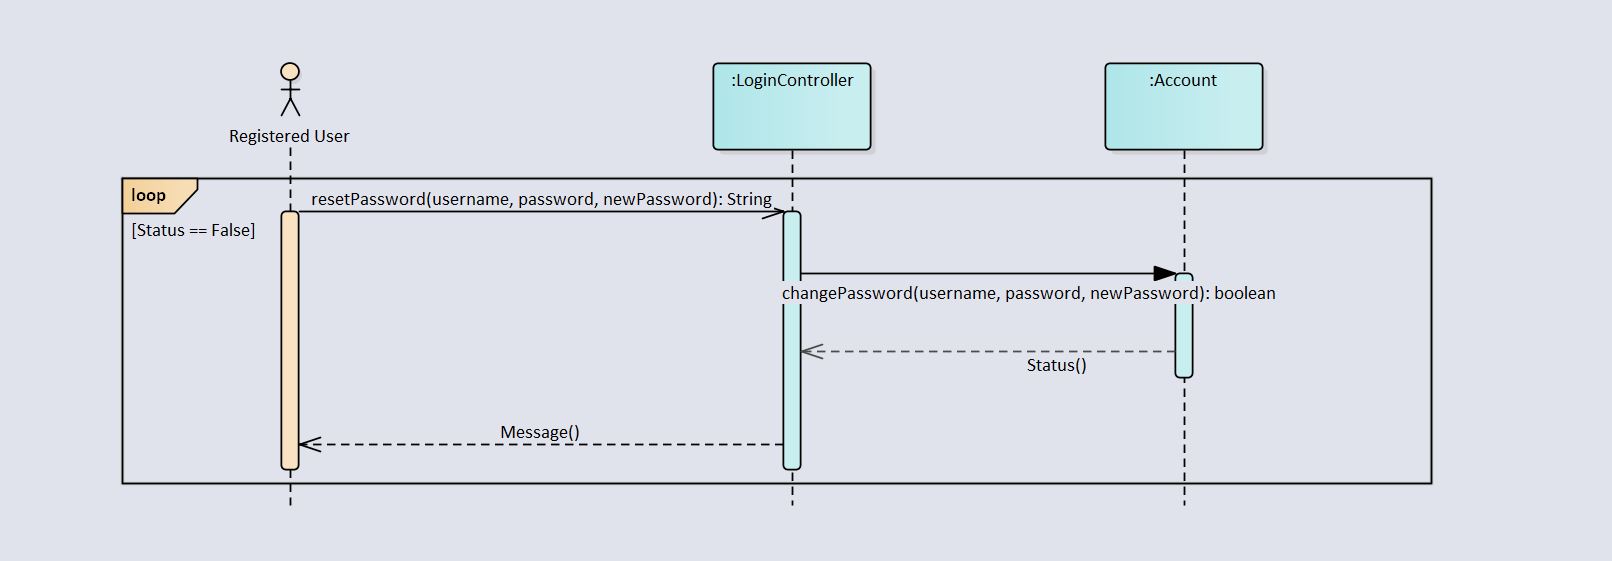 :LoginController
:Account
Registered User
loop
resetPassword(username, password, newPassword): String
[Status == False]
changePassword(username, password, newPassword): boolean
Status()
Message()